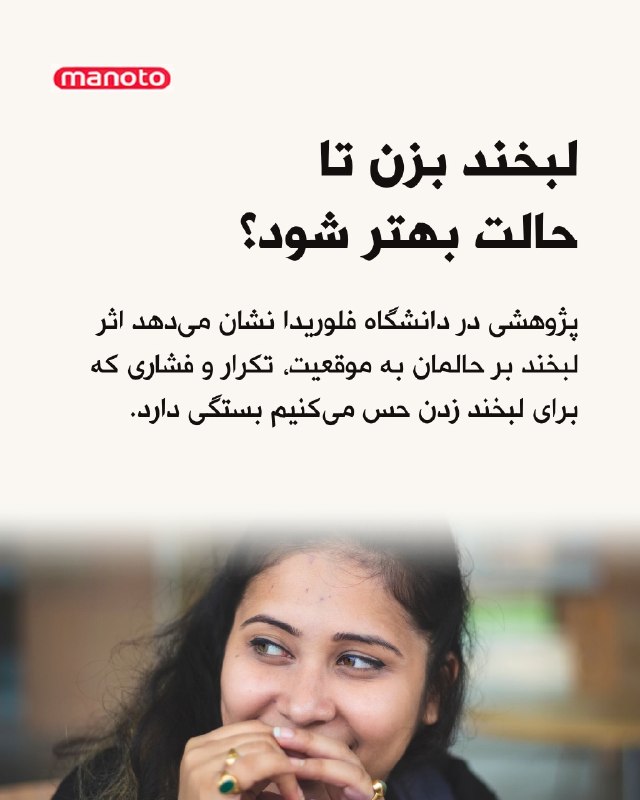 manoto
لبخند بزن تا
حالت بهتر شود؟
پژوهشی در دانشگاه فلوریدا نشان می‌دهد اثر
لبخند بر حالمان به موقعیت، تکرار و فشاری که
برای لبخند زدن حس می‌کنیم بستگی دارد.